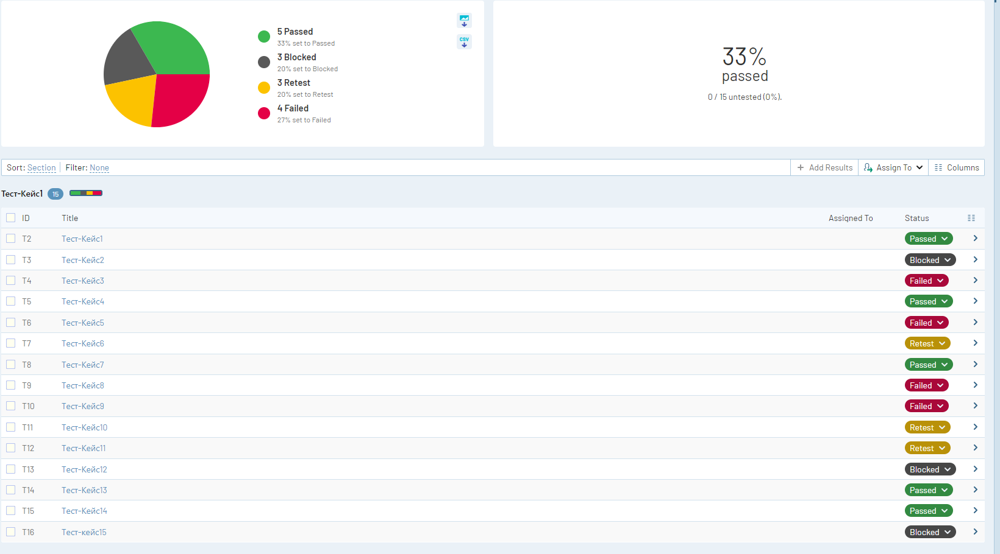 5 Passed
33% set to Passed
3 Blocked
20% set to Blocked
3 Retest
20% set to Retest
4 Failed
27% set to Failed
CSV
33%
passed
0 / 15 untested (0%).
Sort: Section Filter: None Add Results Assign To Columns
Тест-Кейс1 15
ID Title Assigned To Status
T2 Тест-Кейс1 Passed
T3 Тест-Кейс2 Blocked
T4 Тест-Кейс3 Failed
T5 Тест-Кейс4 Passed
T6 Тест-Кейс5 Failed
T7 Тест-Кейс6 Retest
T8 Тест-Кейс7 Passed
T9 Тест-Кейс8 Failed
T10 Тест-Кейс9 Failed
T11 Тест-Кейс10 Retest
T12 Тест-Кейс11 Retest
T13 Тест-Кейс12 Blocked
T14 Тест-Кейс13 Passed
T15 Тест-Кейс14 Passed
T16 Тест-кейс15 Blocked